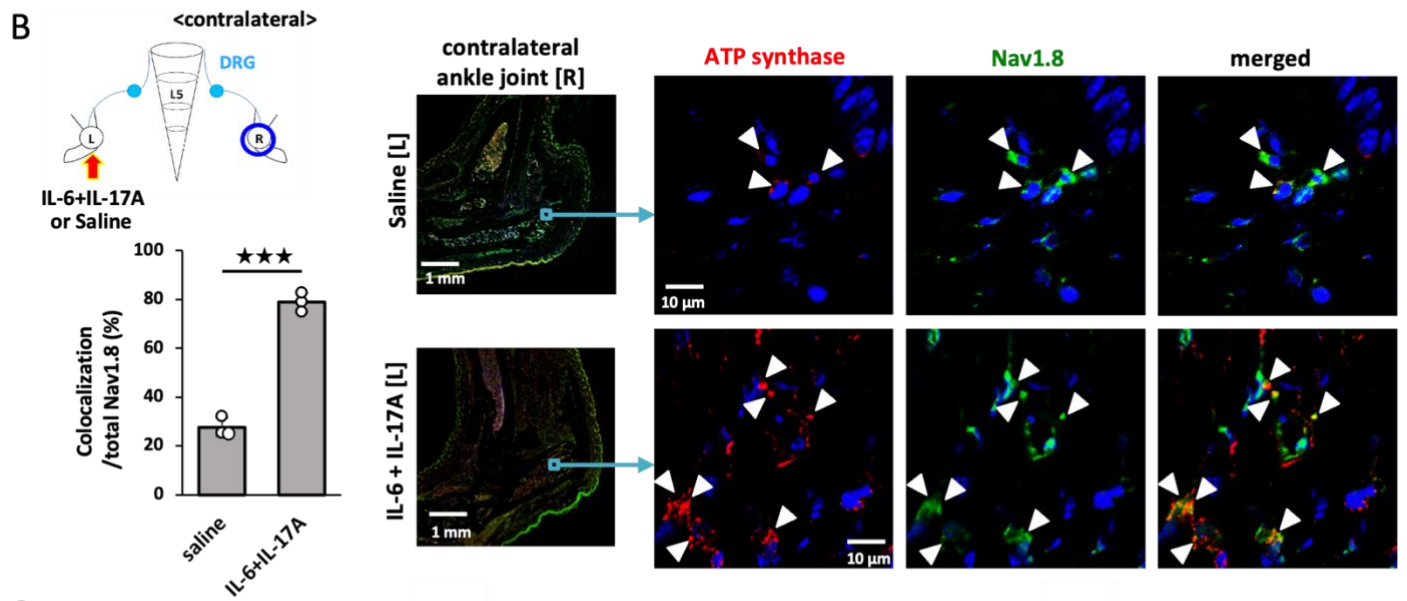 B
<contralateral>
DRG
L5
L
R
IL-6+IL-17A
or Saline
contralateral
ankle joint [R]
ATP synthase
Nav1.8
merged
Saline [L]
1 mm
10 μm
IL-6 + IL-17A [L]
1 mm
10 μm
★★★
Colocalization
/total Nav1.8 (%)
100
80
60
40
20
0
saline
IL-6+IL-17A